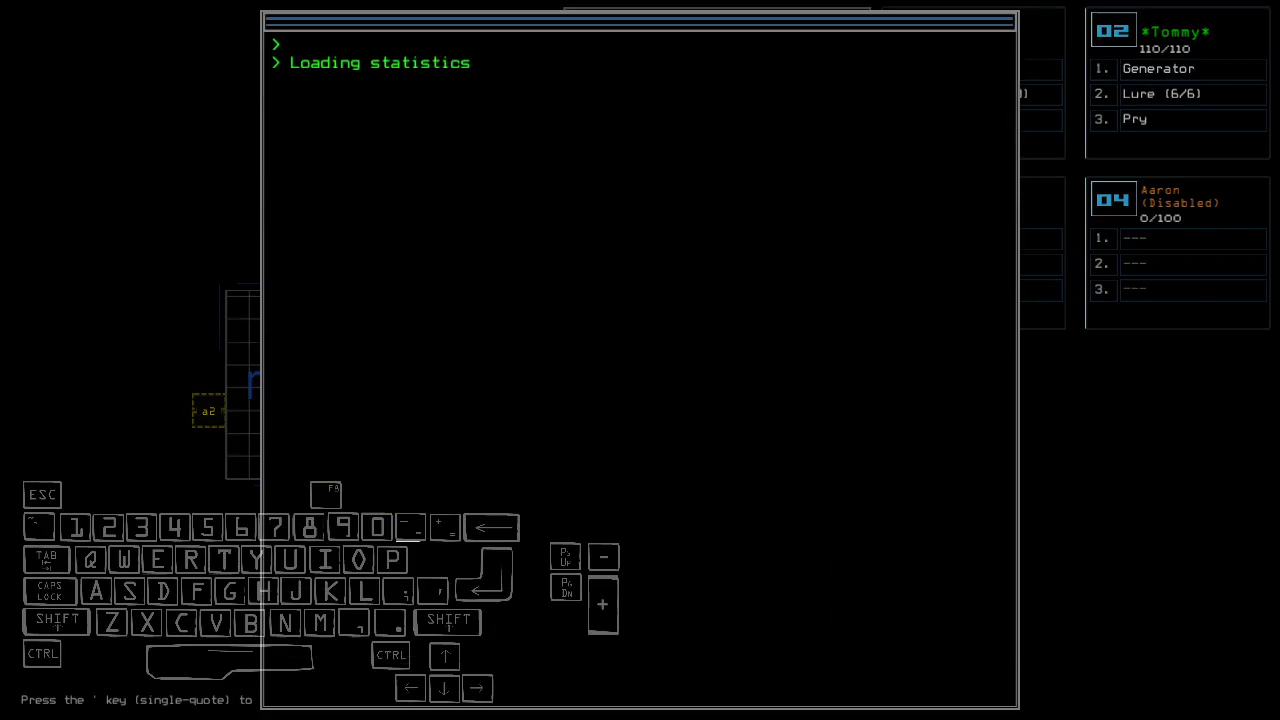 >
> Loading statistics
02 *Tommy*
110/110
1. Generator
2. Lure (6/6)
3. Pry
04 Aaron
(Disabled)
0/100
1. ---
2. ---
3. ---
a2
ESC F8
~` 1 2 3 4 5 6 7 8 9 0 - + =
TAB Q W E R T Y U I O P
CAPS LOCK A S D F G H J K L ; '
SHIFT Z X C V B N M , . SHIFT
CTRL CTRL
Pg Up -
Pg Dn +
Press the ' key (single-quote) to